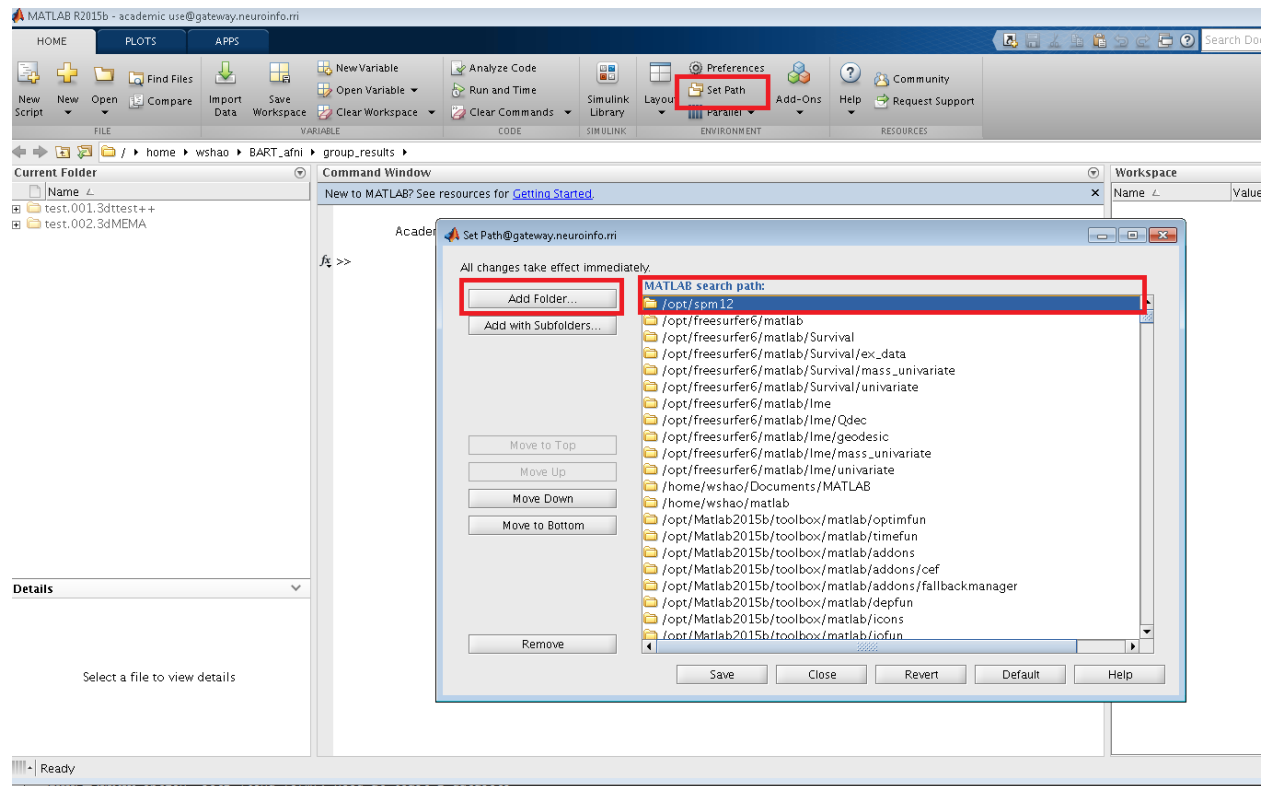 MATLAB R2015b - academic use@gateway.neuroinfo.rri
HOME PLOTS APPS
Search Do
New Script
New
Open
Find Files
Compare
Import Data
Save Workspace
New Variable
Open Variable
Clear Workspace
Analyze Code
Run and Time
Clear Commands
Simulink Library
Layout
Preferences
Set Path
Parallel
Add-Ons
Help
Community
Request Support
FILE VARIABLE CODE SIMULINK ENVIRONMENT RESOURCES
/ home wshao BART_afni group_results
Current Folder
Name
test.001.3dttest++
test.002.3dMEMA
Command Window
New to MATLAB? See resources for Getting Started.
Acade
fx >>
Workspace
Name Value
Set Path@gateway.neuroinfo.rri
All changes take effect immediately.
Add Folder...
Add with Subfolders...
Move to Top
Move Up
Move Down
Move to Bottom
Remove
MATLAB search path:
/opt/spm12
/opt/freesurfer6/matlab
/opt/freesurfer6/matlab/Survival
/opt/freesurfer6/matlab/Survival/ex_data
/opt/freesurfer6/matlab/Survival/mass_univariate
/opt/freesurfer6/matlab/Survival/univariate
/opt/freesurfer6/matlab/lme
/opt/freesurfer6/matlab/lme/Qdec
/opt/freesurfer6/matlab/lme/geodesic
/opt/freesurfer6/matlab/lme/mass_univariate
/opt/freesurfer6/matlab/lme/univariate
/home/wshao/Documents/MATLAB
/home/wshao/matlab
/opt/Matlab2015b/toolbox/matlab/optimfun
/opt/Matlab2015b/toolbox/matlab/timefun
/opt/Matlab2015b/toolbox/matlab/addons
/opt/Matlab2015b/toolbox/matlab/addons/cef
/opt/Matlab2015b/toolbox/matlab/addons/fallbackmanager
/opt/Matlab2015b/toolbox/matlab/depfun
/opt/Matlab2015b/toolbox/matlab/icons
/opt/Matlab2015b/toolbox/matlab/iofun
Save Close Revert Default Help
Details
Select a file to view details
Ready